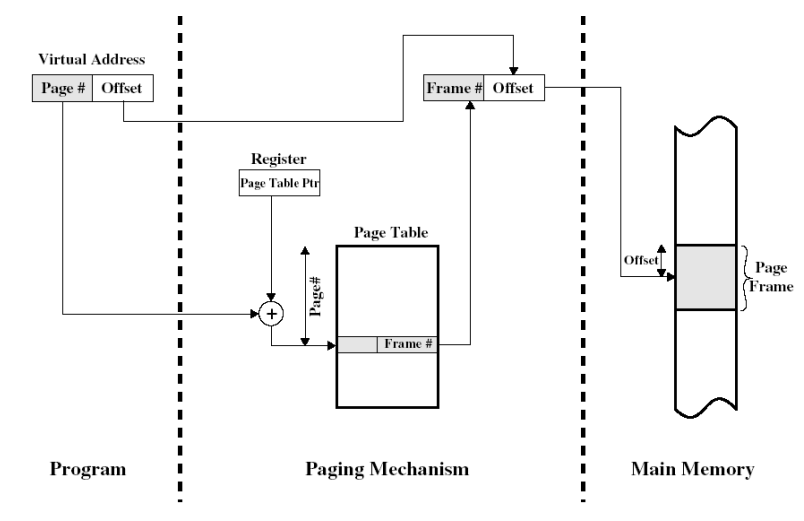 Virtual Address
Page # Offset
Frame # Offset
Register
Page Table Ptr
Page Table
Page#
Frame #
Offset
Page
Frame
Program
Paging Mechanism
Main Memory